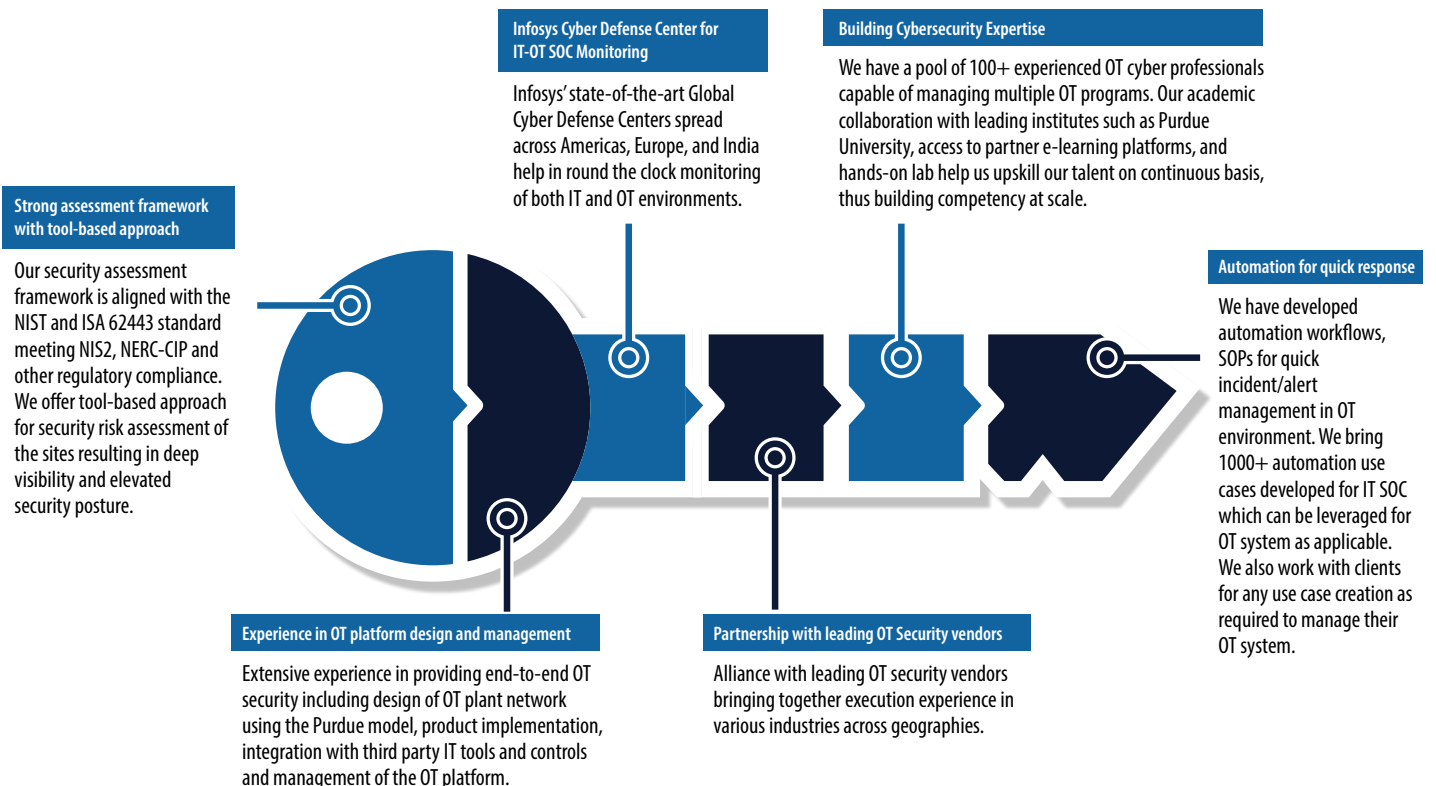 Strong assessment framework
with tool-based approach
Our security assessment
framework is aligned with the
NIST and ISA 62443 standard
meeting NIS2, NERC-CIP and
other regulatory compliance.
We offer tool-based approach
for security risk assessment of
the sites resulting in deep
visibility and elevated
security posture.
Experience in OT platform design and management
Extensive experience in providing end-to-end OT
security including design of OT plant network
using the Purdue model, product implementation,
integration with third party IT tools and controls
and management of the OT platform.
Infosys Cyber Defense Center for
IT-OT SOC Monitoring
Infosys’ state-of-the-art Global
Cyber Defense Centers spread
across Americas, Europe, and India
help in round the clock monitoring
of both IT and OT environments.
Partnership with leading OT Security vendors
Alliance with leading OT security vendors
bringing together execution experience in
various industries across geographies.
Building Cybersecurity Expertise
We have a pool of 100+ experienced OT cyber professionals
capable of managing multiple OT programs. Our academic
collaboration with leading institutes such as Purdue
University, access to partner e-learning platforms, and
hands-on lab help us upskill our talent on continuous basis,
thus building competency at scale.
Automation for quick response
We have developed
automation workflows,
SOPs for quick
incident/alert
management in OT
environment. We bring
1000+ automation use
cases developed for IT SOC
which can be leveraged for
OT system as applicable.
We also work with clients
for any use case creation as
required to manage their
OT system.